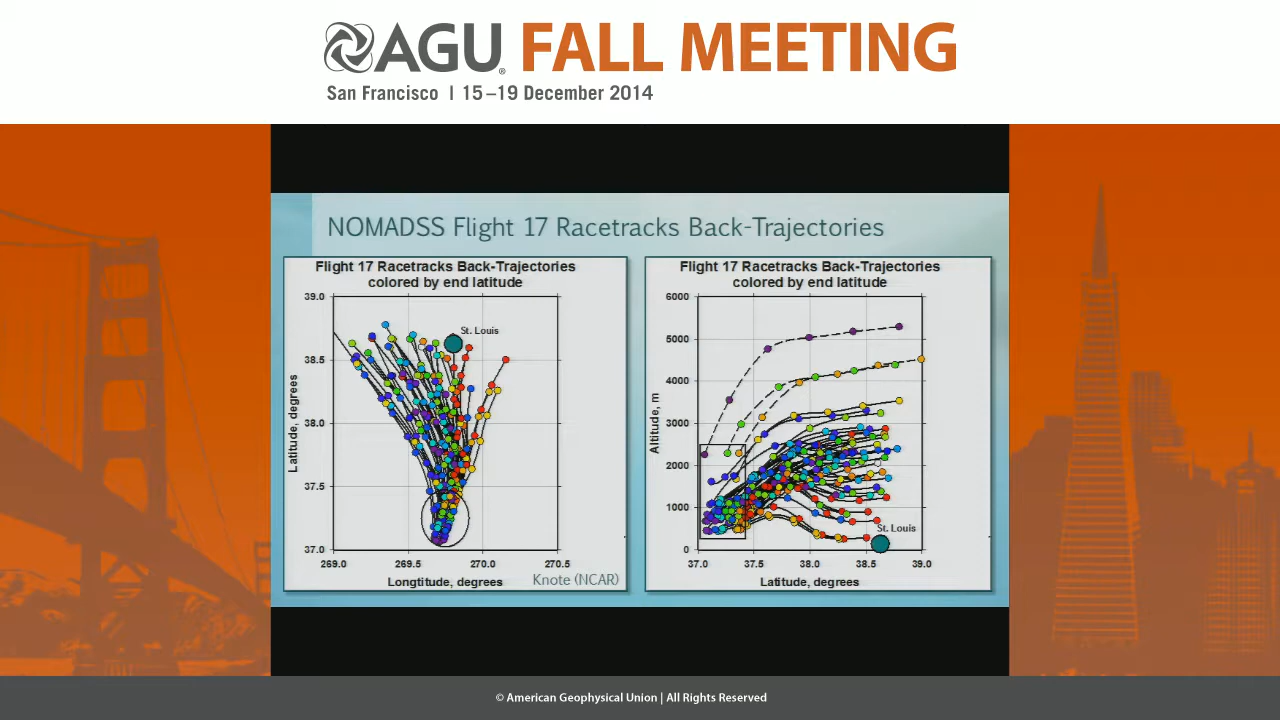 AGU® FALL MEETING
San Francisco | 15–19 December 2014
NOMADSS Flight 17 Racetracks Back-Trajectories
Flight 17 Racetracks Back-Trajectories
colored by end latitude
39.0
38.5
38.0
37.5
37.0
269.0 269.5 270.0 270.5
Latitude, degrees
Longtitude, degrees
St. Louis
Knote (NCAR)
Flight 17 Racetracks Back-Trajectories
colored by end latitude
6000
5000
4000
3000
2000
1000
0
37.0 37.5 38.0 38.5 39.0
Altitude, m
Latitude, degrees
St. Louis
© American Geophysical Union | All Rights Reserved